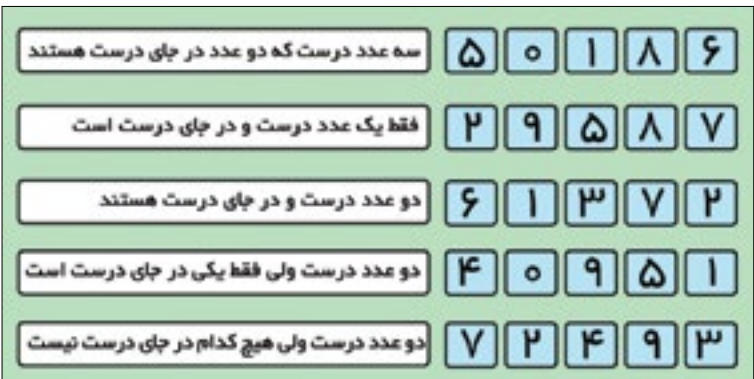 سه عدد درست که دو عدد در جای درست هستند ۵ ۰ ۱ ۸ ۶
فقط یک عدد درست و در جای درست است ۲ ۹ ۵ ۸ ۷
دو عدد درست و در جای درست هستند ۶ ۱ ۳ ۷ ۲
دو عدد درست ولی فقط یکی در جای درست است ۴ ۰ ۹ ۵ ۱
دو عدد درست ولی هیچ کدام در جای درست نیست ۷ ۲ ۴ ۹ ۳